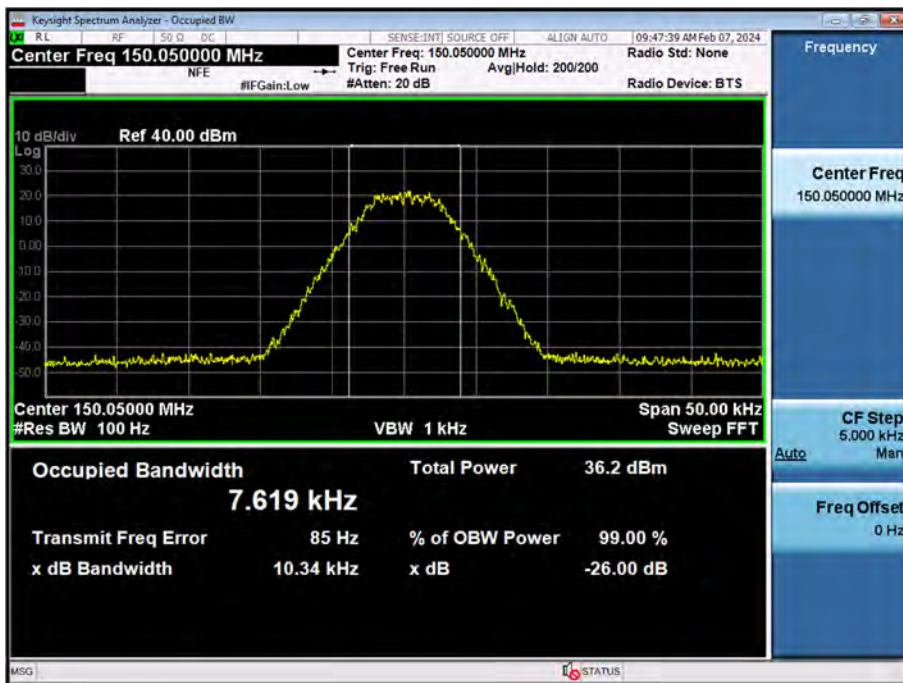 Keysight Spectrum Analyzer - Occupied BW
RL RF 50 Ω DC SENSE:INT SOURCE OFF ALIGN AUTO 09:47:39 AM Feb 07, 2024
Center Freq 150.050000 MHz Center Freq: 150.050000 MHz Radio Std: None
NFE Trig: Free Run Avg|Hold: 200/200
#IFGain:Low #Atten: 20 dB Radio Device: BTS
10 dB/div Ref 40.00 dBm
Log
30.0
20.0
10.0
0.00
-10.0
-20.0
-30.0
-40.0
-50.0
Center 150.05000 MHz Span 50.00 kHz
#Res BW 100 Hz VBW 1 kHz Sweep FFT
Occupied Bandwidth Total Power 36.2 dBm
7.619 kHz
Transmit Freq Error 85 Hz % of OBW Power 99.00 %
x dB Bandwidth 10.34 kHz x dB -26.00 dB
MSG STATUS
Frequency
Center Freq
150.050000 MHz
CF Step
5.000 kHz
Auto Man
Freq Offset
0 Hz